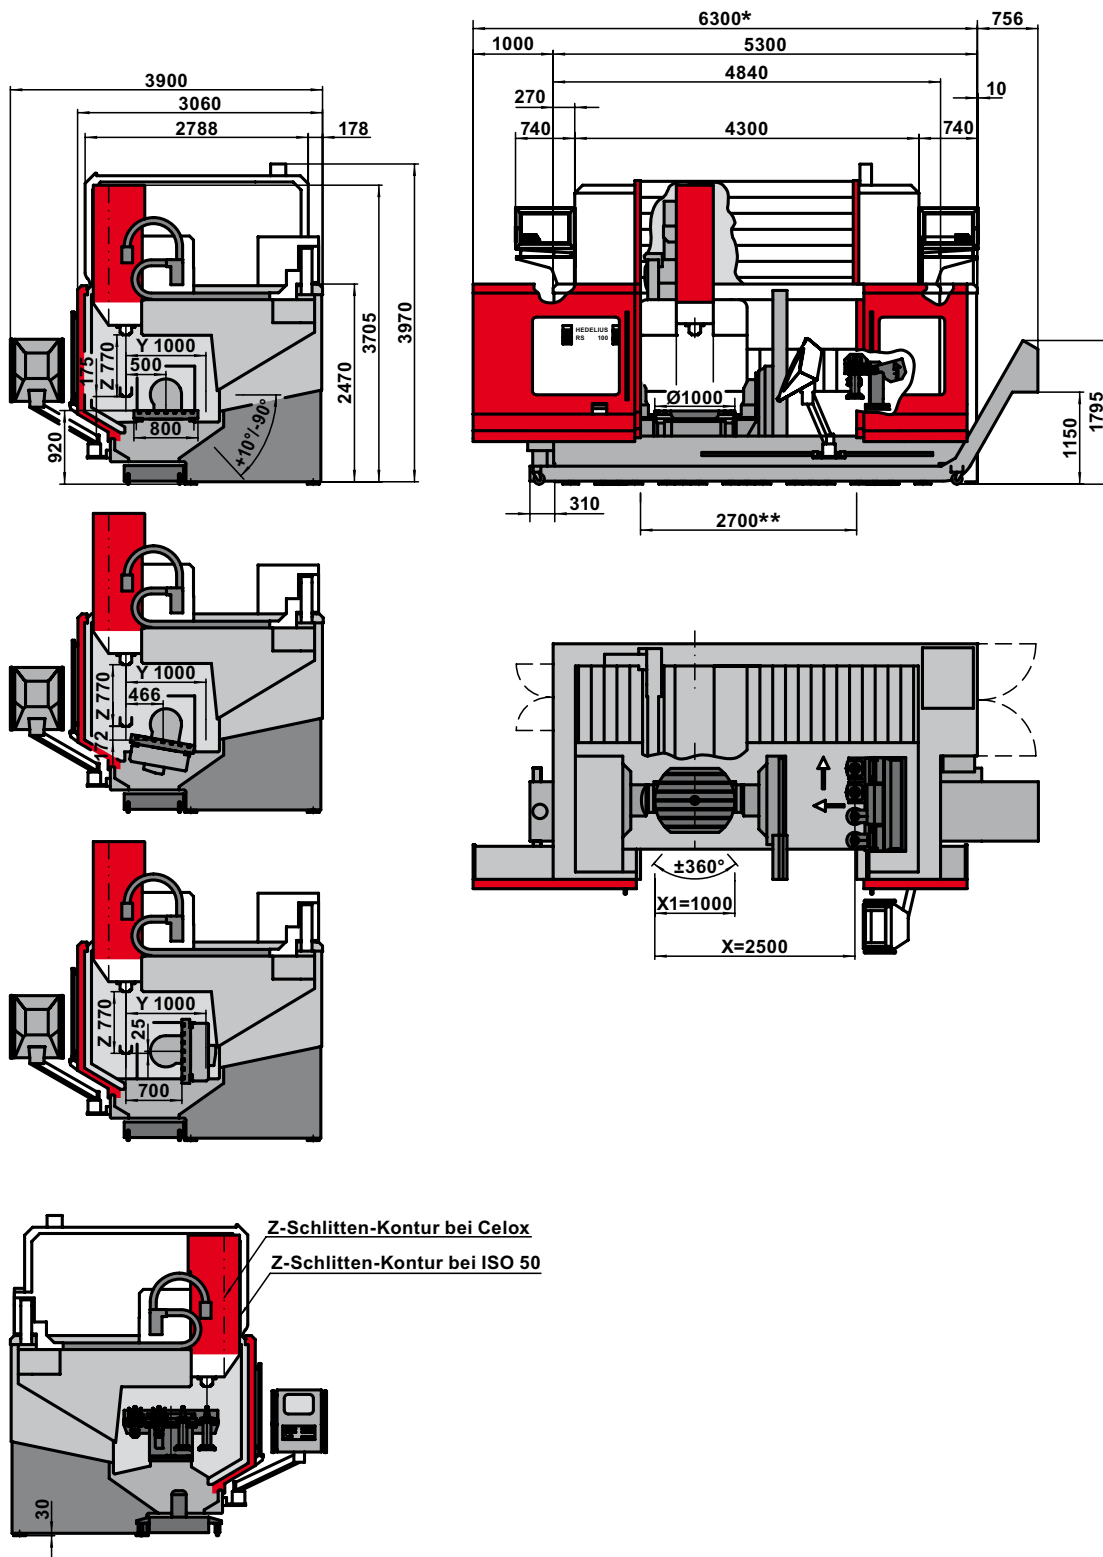 3900
3060
2788
178
3705
3970
2470
Y 1000
500
Z 770
175
800
920
+10°/-90°
6300*
756
1000
5300
4840
10
270
740
4300
740
HEDELIUS
RS 100
Ø1000
1795
1150
310
2700**
Y 1000
466
Z 770
172
±360°
X1=1000
X=2500
Y 1000
Z 770
25
700
Z-Schlitten-Kontur bei Celox
Z-Schlitten-Kontur bei ISO 50
30